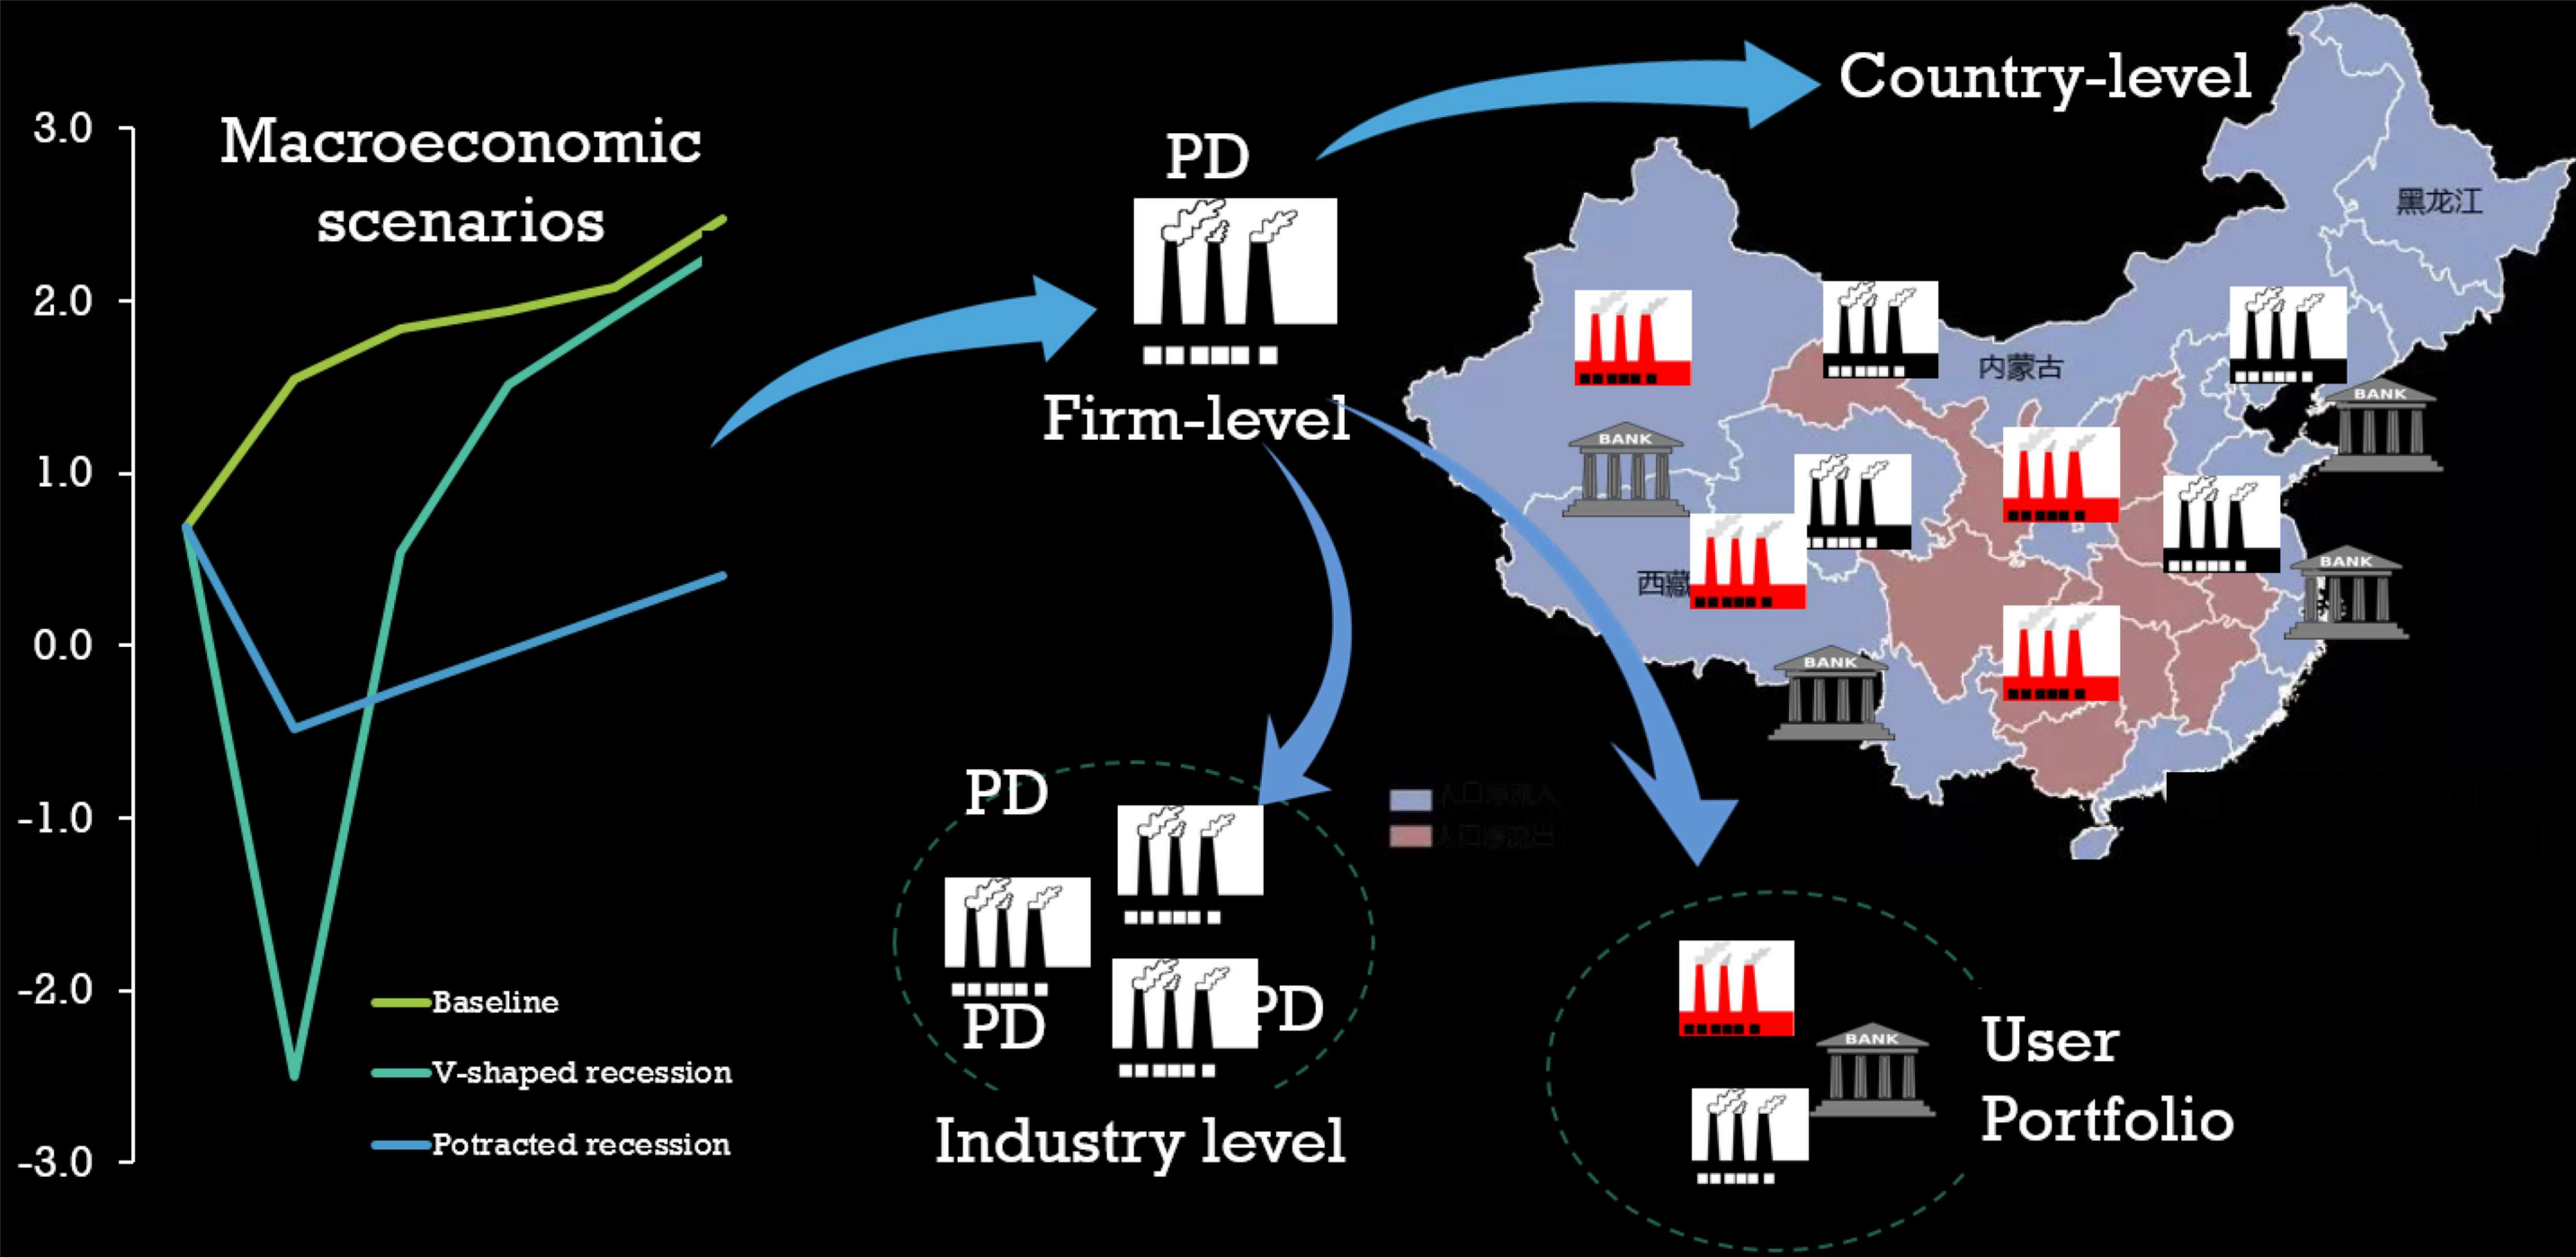 Macroeconomic
scenarios
3.0
2.0
1.0
0.0
-1.0
-2.0
-3.0
Baseline
V-shaped recession
Potracted recession
PD
Firm-level
Country-level
黑龙江
内蒙古
西藏
BANK
BANK
BANK
BANK
PD
PD
PD
Industry level
BANK
User
Portfolio